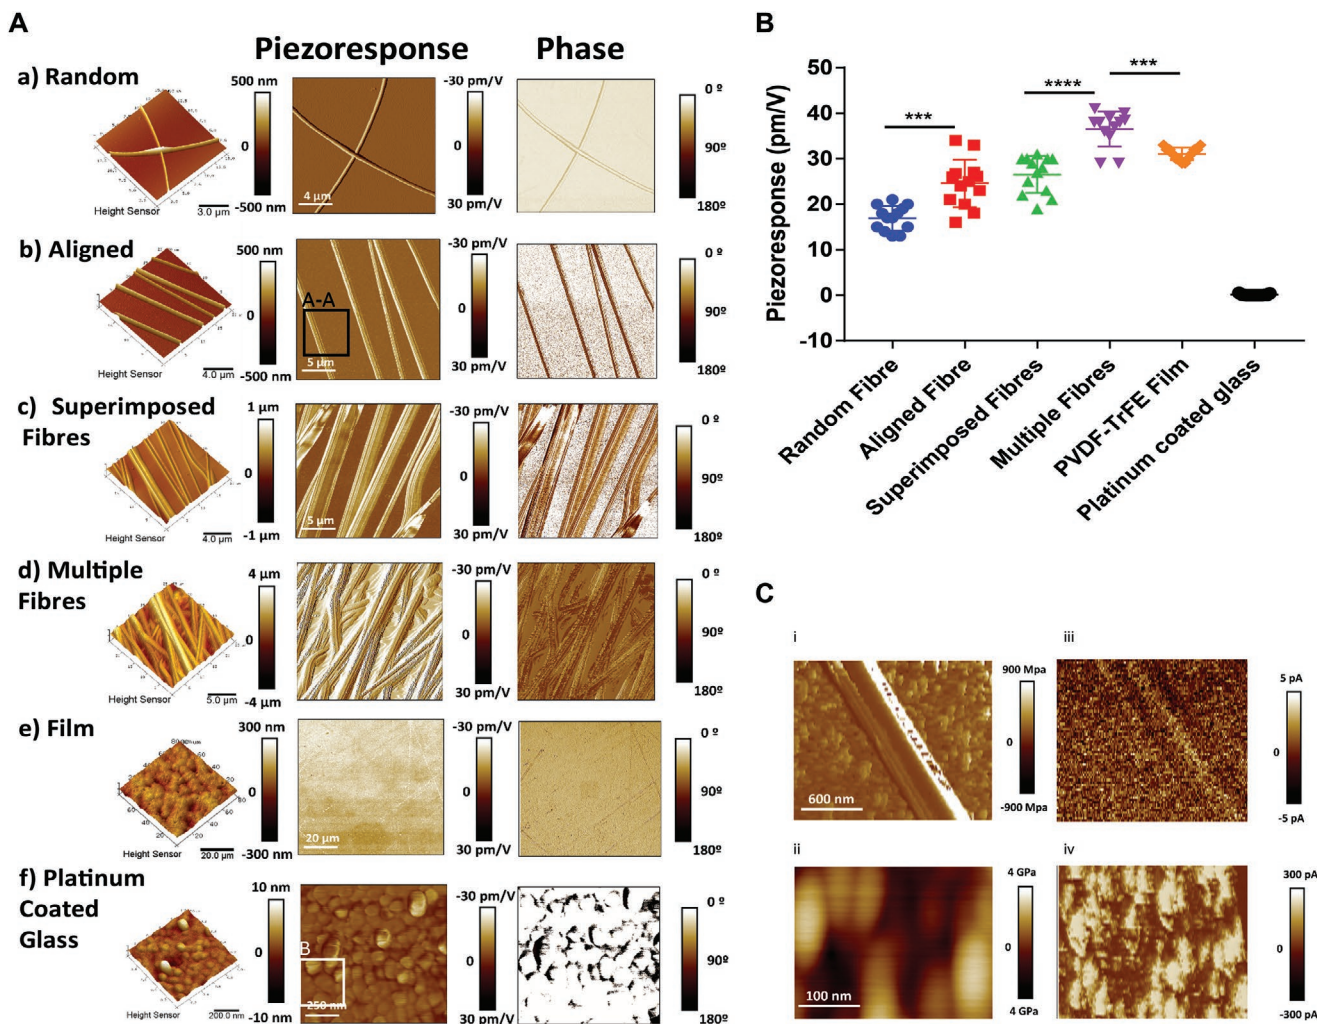 A
Piezoresponse
Phase
a) Random
500 nm
0
-500 nm
Height Sensor
3.0 µm
4 µm
-30 pm/V
0
30 pm/V
0 º
90º
180º
b) Aligned
500 nm
0
-500 nm
Height Sensor
4.0 µm
A-A
5 µm
-30 pm/V
0
30 pm/V
0 º
90º
180º
c) Superimposed
Fibres
1 µm
0
-1 µm
Height Sensor
4.0 µm
5 µm
-30 pm/V
0
30 pm/V
0 º
90º
180º
d) Multiple
Fibres
4 µm
0
-4 µm
Height Sensor
5.0 µm
-30 pm/V
0
30 pm/V
0 º
90º
180º
e) Film
300 nm
0
-300 nm
Height Sensor
20.0 µm
20 µm
-30 pm/V
0
30 pm/V
0 º
90º
180º
f) Platinum
Coated
Glass
10 nm
0
-10 nm
Height Sensor
200.0 nm
B
250 nm
-30 pm/V
0
30 pm/V
0 º
90º
180º
B
Piezoresponse (pm/V)
50
40
30
20
10
0
-10
***
****
***
Random Fibre
Aligned Fibre
Superimposed Fibres
Multiple Fibres
PVDF-TrFE Film
Platinum coated glass
C
i
600 nm
900 Mpa
0
-900 Mpa
iii
5 pA
0
-5 pA
ii
100 nm
4 GPa
0
4 GPa
iv
300 pA
0
-300 pA